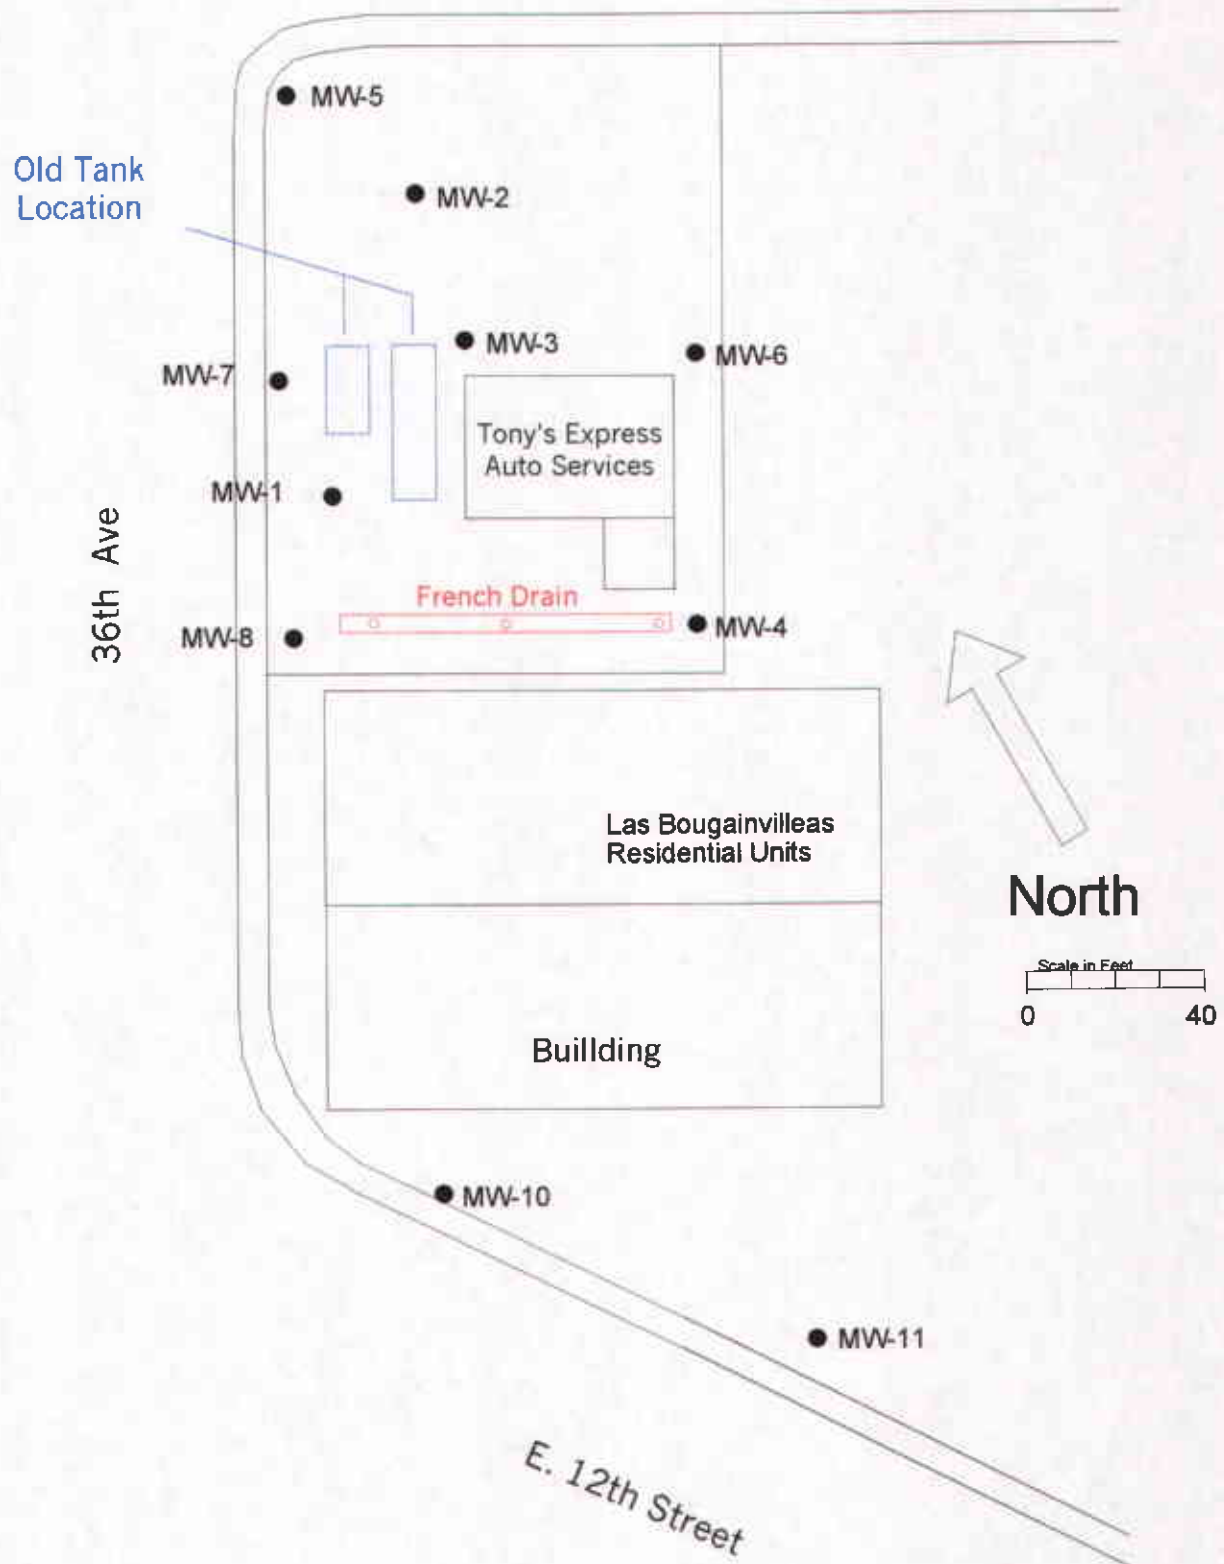 MW-5
Old Tank
Location
MW-2
MW-3
MW-6
MW-7
Tony's Express
Auto Services
MW-1
36th Ave
French Drain
MW-8
MW-4
Las Bougainvilleas
Residential Units
North
Scale in Feet
0 40
Buillding
MW-10
MW-11
E. 12th Street